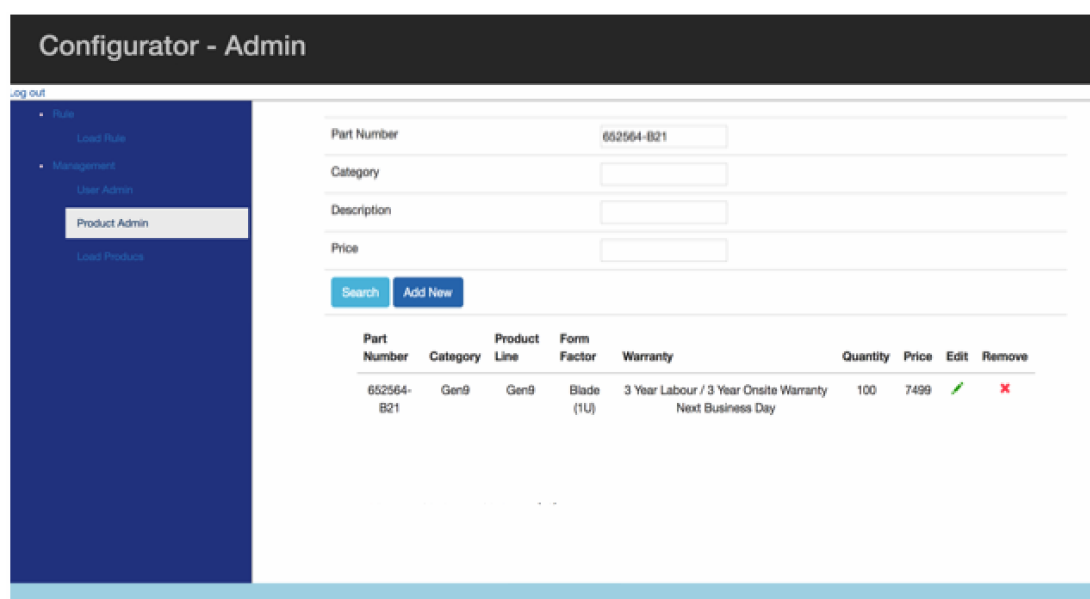 Configurator - Admin
Log out
Rule
Load Rule
Management
User Admin
Product Admin
Load Producs
Part Number 652564-B21
Category
Description
Price
Search Add New
Part Number Category Product Line Form Factor Warranty Quantity Price Edit Remove
652564-B21 Gen9 Gen9 Blade (1U) 3 Year Labour / 3 Year Onsite Warranty Next Business Day 100 7499